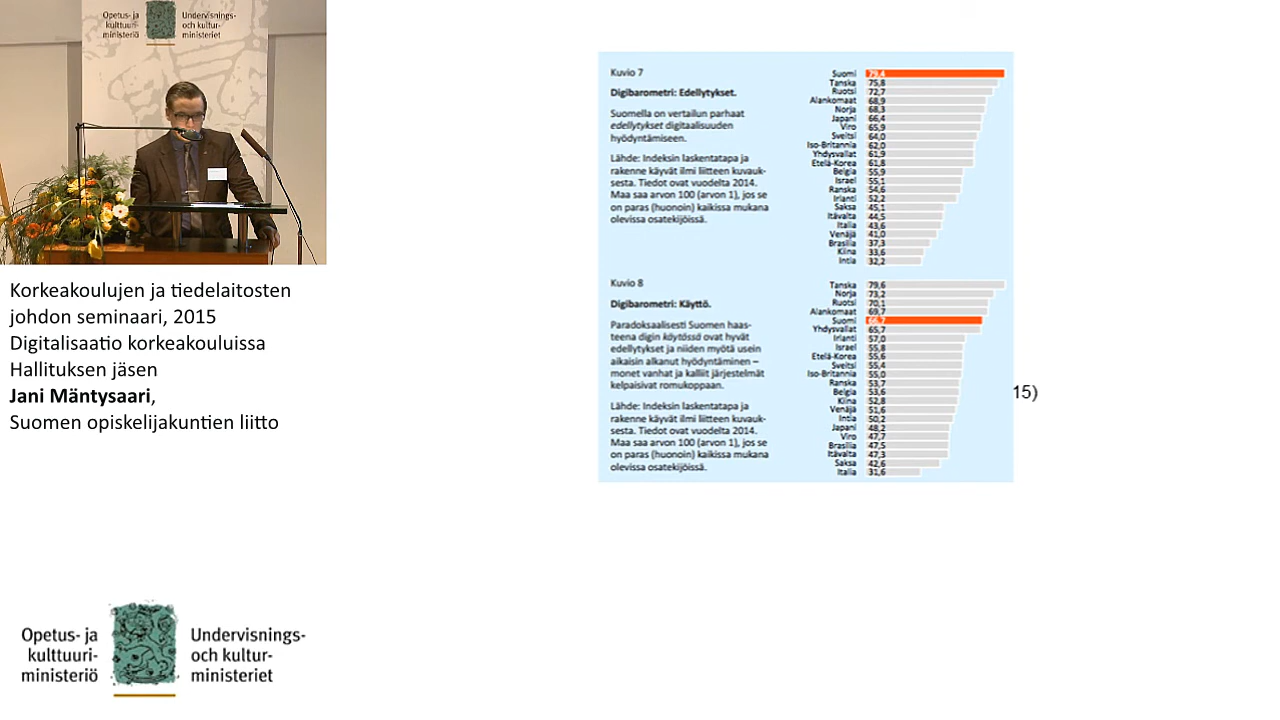 Opetus- ja
kulttuuri-
ministeriö
Undervisnings-
och kultur-
ministeriet
Korkeakoulujen ja tiedelaitosten
johdon seminaari, 2015
Digitalisaatio korkeakouluissa
Hallituksen jäsen
Jani Mäntysaari,
Suomen opiskelijakuntien liitto
Kuvio 7
Digibarometri: Edellytykset.
Suomella on vertailun parhaat
edellytykset digitaalisuuden
hyödyntämiseen.
Lähde: Indeksin laskentatapa ja
rakenne käyvät ilmi liitteen kuvauk-
sesta. Tiedot ovat vuodelta 2014.
Maa saa arvon 100 (arvon 1), jos se
on paras (huonoin) kaikissa mukana
olevissa osatekijöissä.
Suomi 79,4
Tanska 75,8
Ruotsi 72,7
Alankomaat 68,9
Norja 68,3
Japani 66,4
Viro 65,9
Sveitsi 64,0
Iso-Britannia 62,0
Yhdysvallat 61,9
Etelä-Korea 61,8
Belgia 55,9
Israel 55,1
Ranska 54,6
Irlanti 52,2
Saksa 45,1
Itävalta 44,5
Italia 43,6
Venäjä 41,0
Brasilia 37,3
Kiina 33,6
Intia 32,2
Kuvio 8
Digibarometri: Käyttö.
Paradoksaalisesti Suomen haas-
teena digin käytössä ovat hyvät
edellytykset ja niiden myötä usein
aikaisin alkanut hyödyntäminen –
monet vanhat ja kalliit järjestelmät
kelpaisivat romukoppaan.
Lähde: Indeksin laskentatapa ja
rakenne käyvät ilmi liitteen kuvauk-
sesta. Tiedot ovat vuodelta 2014.
Maa saa arvon 100 (arvon 1), jos se
on paras (huonoin) kaikissa mukana
olevissa osatekijöissä.
Tanska 79,6
Norja 73,2
Ruotsi 70,1
Alankomaat 69,7
Suomi 66,7
Yhdysvallat 65,7
Irlanti 57,0
Israel 55,8
Etelä-Korea 55,6
Sveitsi 55,4
Iso-Britannia 55,0
Ranska 53,7
Belgia 53,6
Kiina 52,8
Venäjä 51,6
Intia 50,2
Japani 48,2
Viro 47,7
Brasilia 47,5
Itävalta 47,3
Saksa 42,6
Italia 31,6
15)
Opetus- ja
kulttuuri-
ministeriö
Undervisnings-
och kultur-
ministeriet